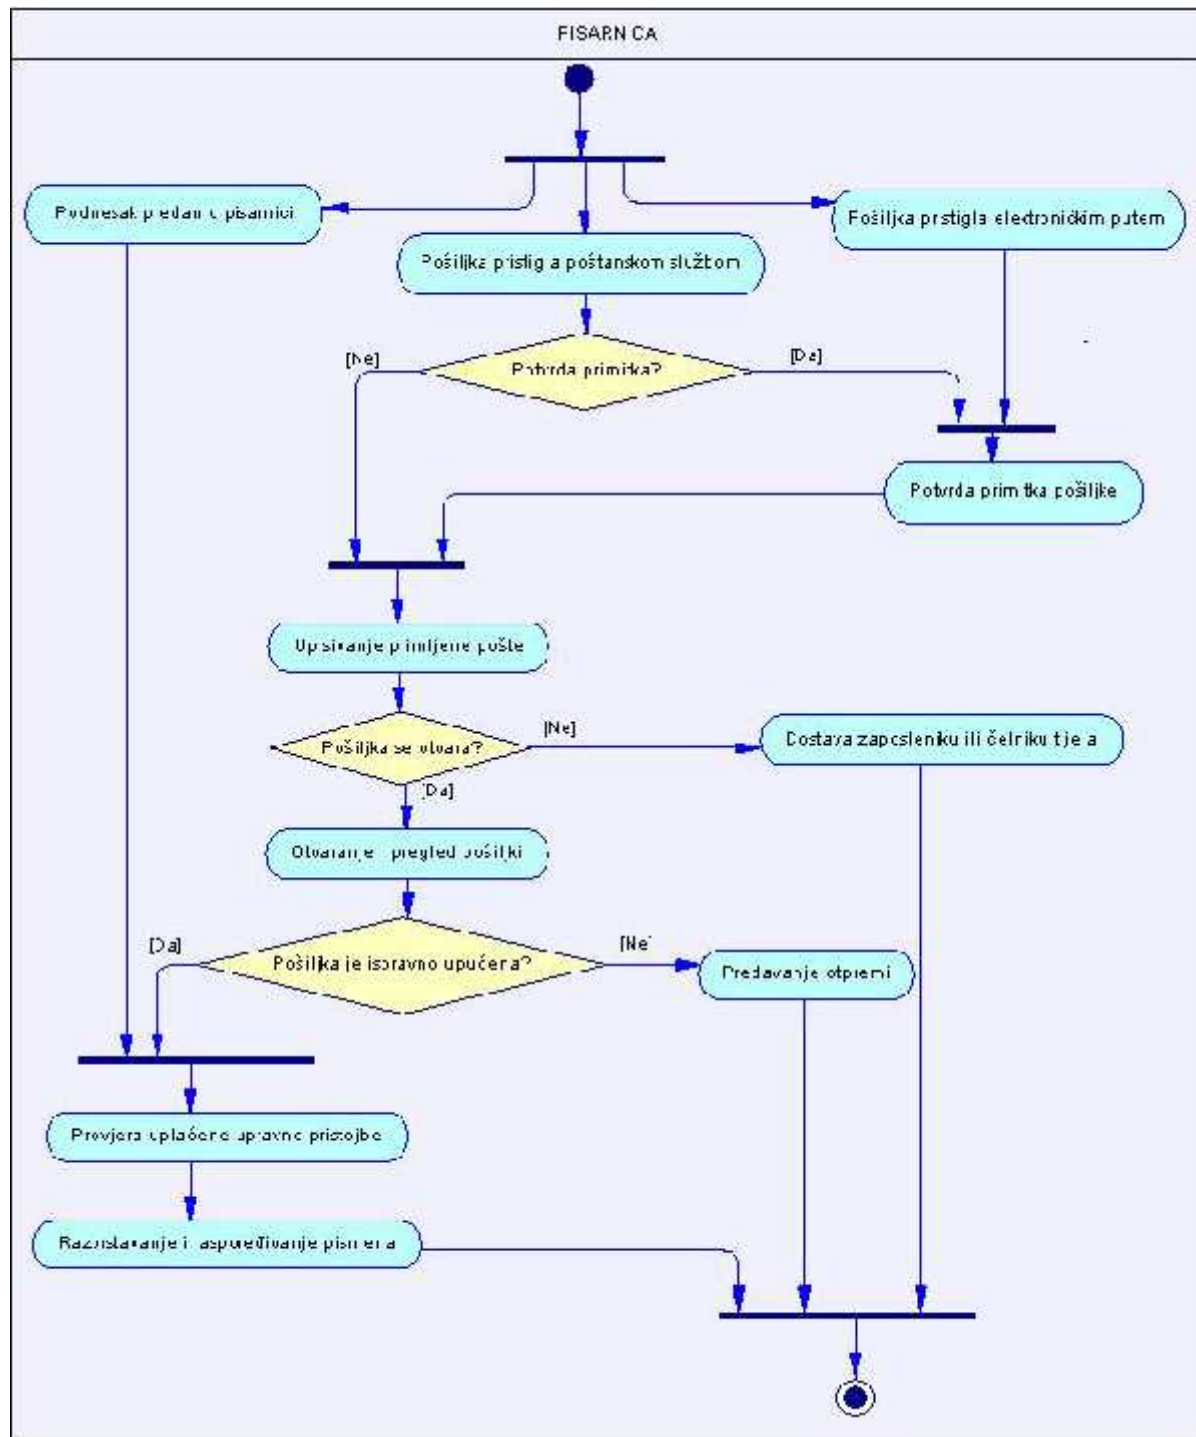 PISARNICA
Podnesak predan u pisarnici
Pošiljka prstigla elektroničkim putem
Pošiljka pristigla poštanskom službom
[Ne]
Potvrda primitka?
[Da]
Potvrda primitka pošiljke
Upisivanje primljene pošte
Pošiljka se otvara?
[Ne]
Dostava zaposleniku ili čelniku tijela
[Da]
Otvaranje i pregled pošiljki
[Da]
Pošiljka je ispravno upućena?
[Ne]
Predavanje otpremi
Provjera uplaćene upravne pristojbe
Razvrstavanje i raspoređivanje pismena